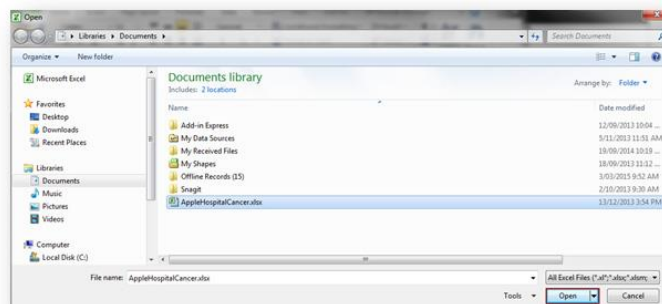 Open
Libraries ▸ Documents ▸
Search Documents
Organize New folder
Microsoft Excel
Favorites
Desktop
Downloads
Recent Places
Libraries
Documents
Music
Pictures
Videos
Computer
Local Disk (C:)
Documents library
Includes: 2 locations
Arrange by: Folder
Name Date modified
Add-in Express 12/09/2013 10:04 ...
My Data Sources 5/11/2013 11:51 AM
My Received Files 19/09/2014 10:19 ...
My Shapes 18/09/2013 11:12 ...
Offline Records (15) 3/03/2015 9:52 AM
Snagit 2/10/2013 9:30 AM
AppleHospitalCancer.xlsx 13/12/2013 3:54 PM
File name: AppleHospitalCancer.xlsx All Excel Files (*.xl*;*.xlsx;*.xlsm;
Tools Open Cancel